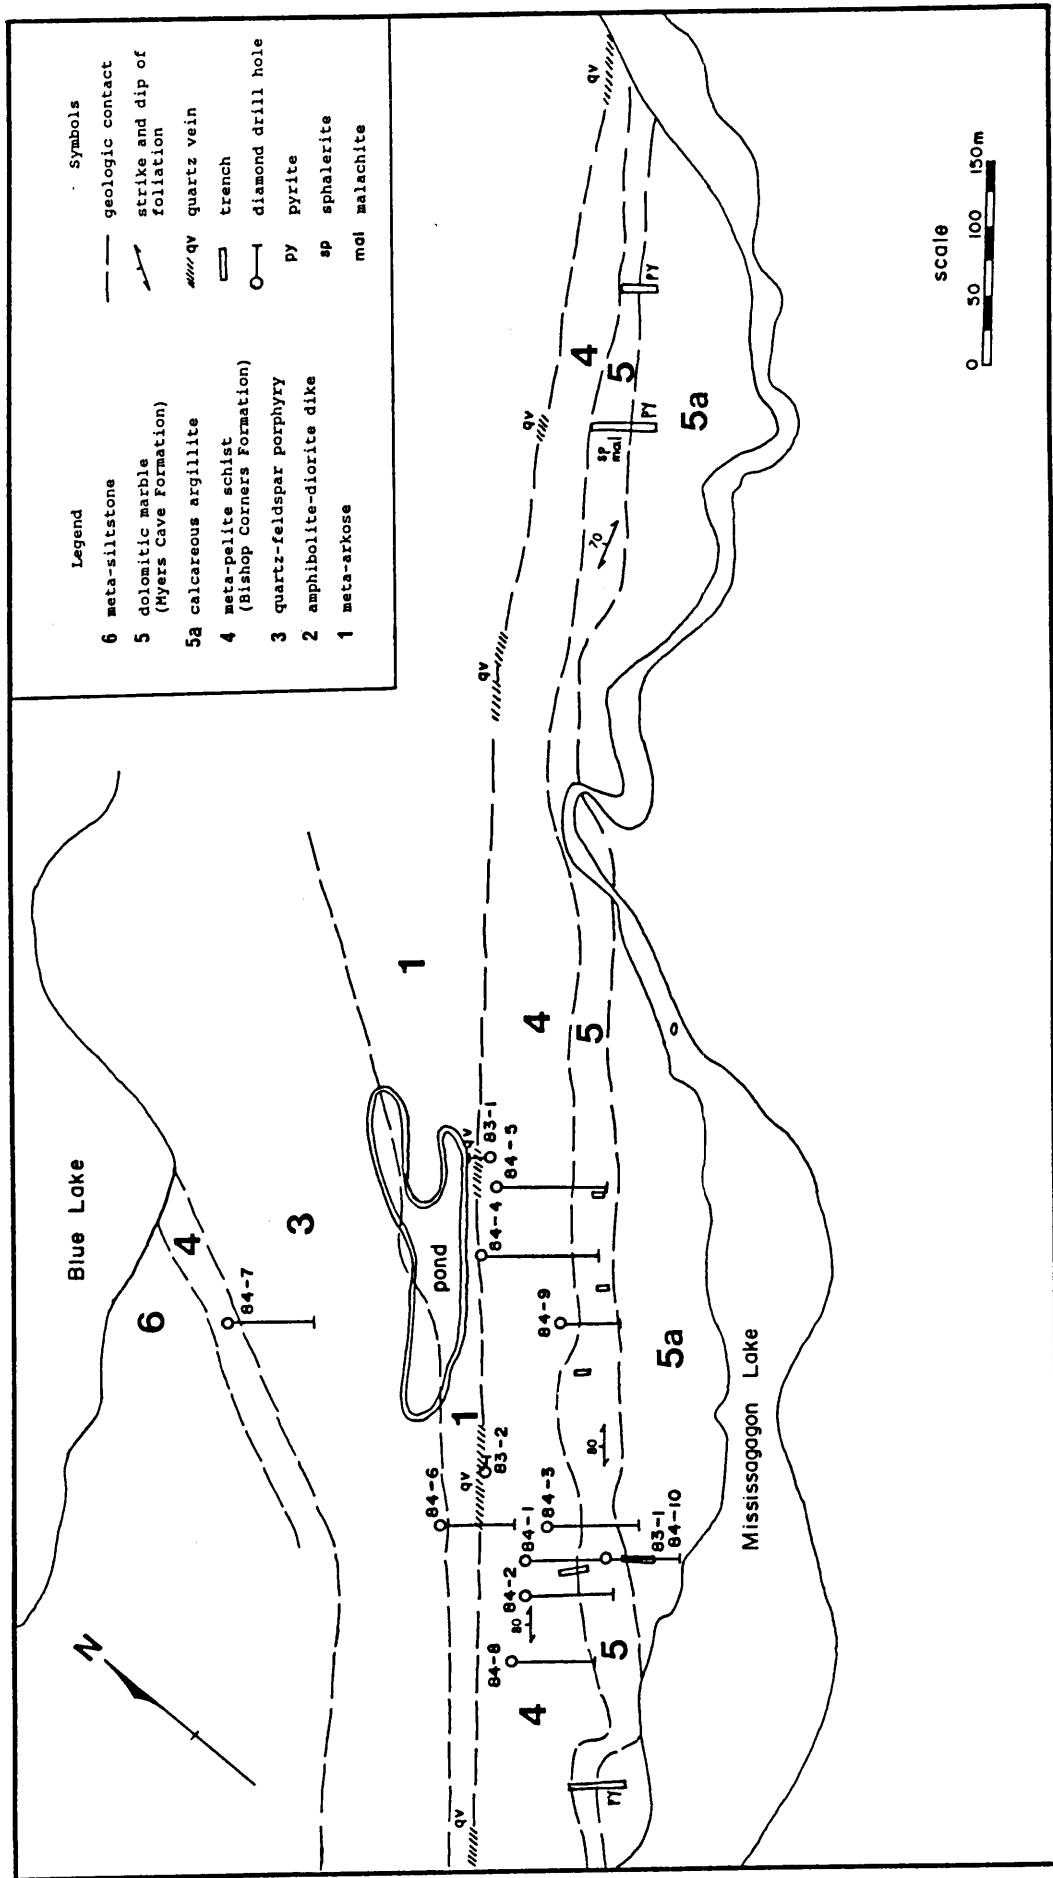 Legend
6 meta-siltstone
5 dolomitic marble
(Myers Cave Formation)
5a calcareous argillite
4 meta-pelite schist
(Bishop Corners Formation)
3 quartz-feldspar porphyry
2 amphibolite-diorite dike
1 meta-arkose
Symbols
geologic contact
strike and dip of
foliation
qv quartz vein
trench
diamond drill hole
py pyrite
sp sphalerite
mal malachite
Blue Lake
N
6
4
84-7
3
1
pond
qv
83-1
84-5
84-4
84-9
1
84-6
qv
83-2
84-3
84-1
84-2
80
84-8
4
qv
83-1
84-10
80
5
py
5a
4
5
Mississagagon Lake
qv
qv
qv
4
5
5a
70
sp
mal
py
py
scale
0 50 100 150m